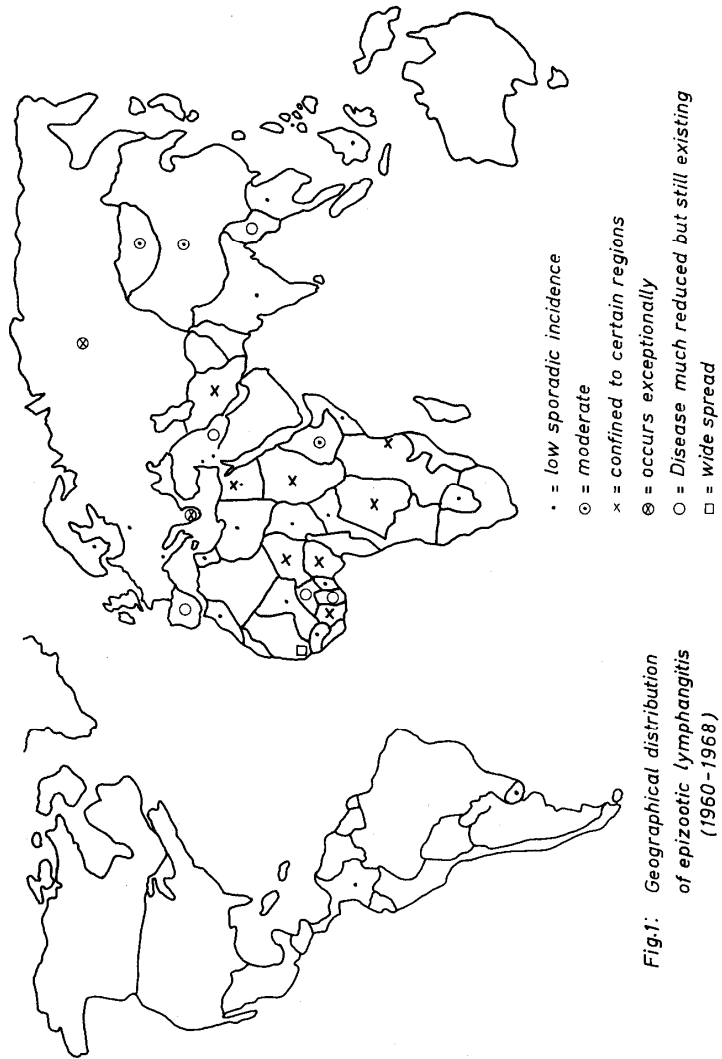 • = low sporadic incidence
⊙ = moderate
x = confined to certain regions
⊗ = occurs exceptionally
○ = Disease much reduced but still existing
□ = wide spread
Fig.1: Geographical distribution
of epizootic lymphangitis
(1960-1968)